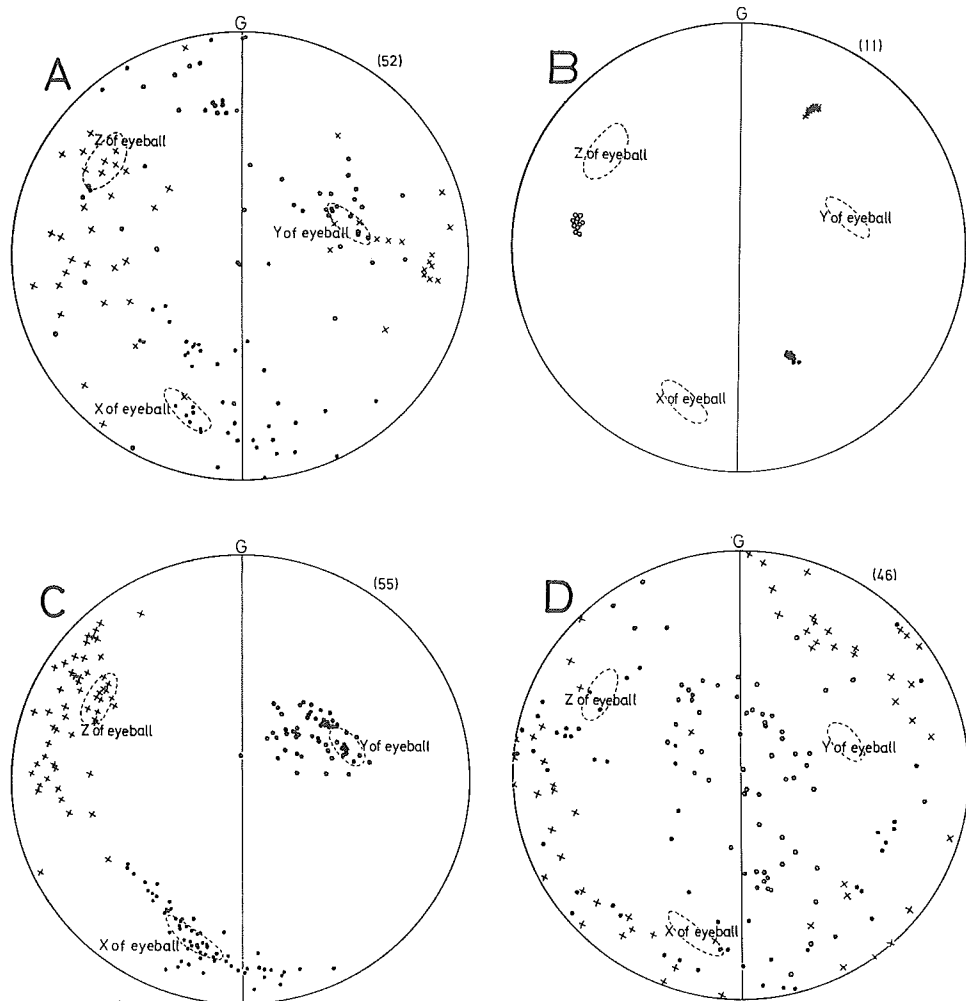 G
A
(52)
Z of eyeball
Y of eyeball
X of eyeball
G
B
(11)
Z of eyeball
Y of eyeball
X of eyeball
G
C
(55)
Z of eyeball
Y of eyeball
X of eyeball
G
D
(46)
Z of eyeball
Y of eyeball
X of eyeball